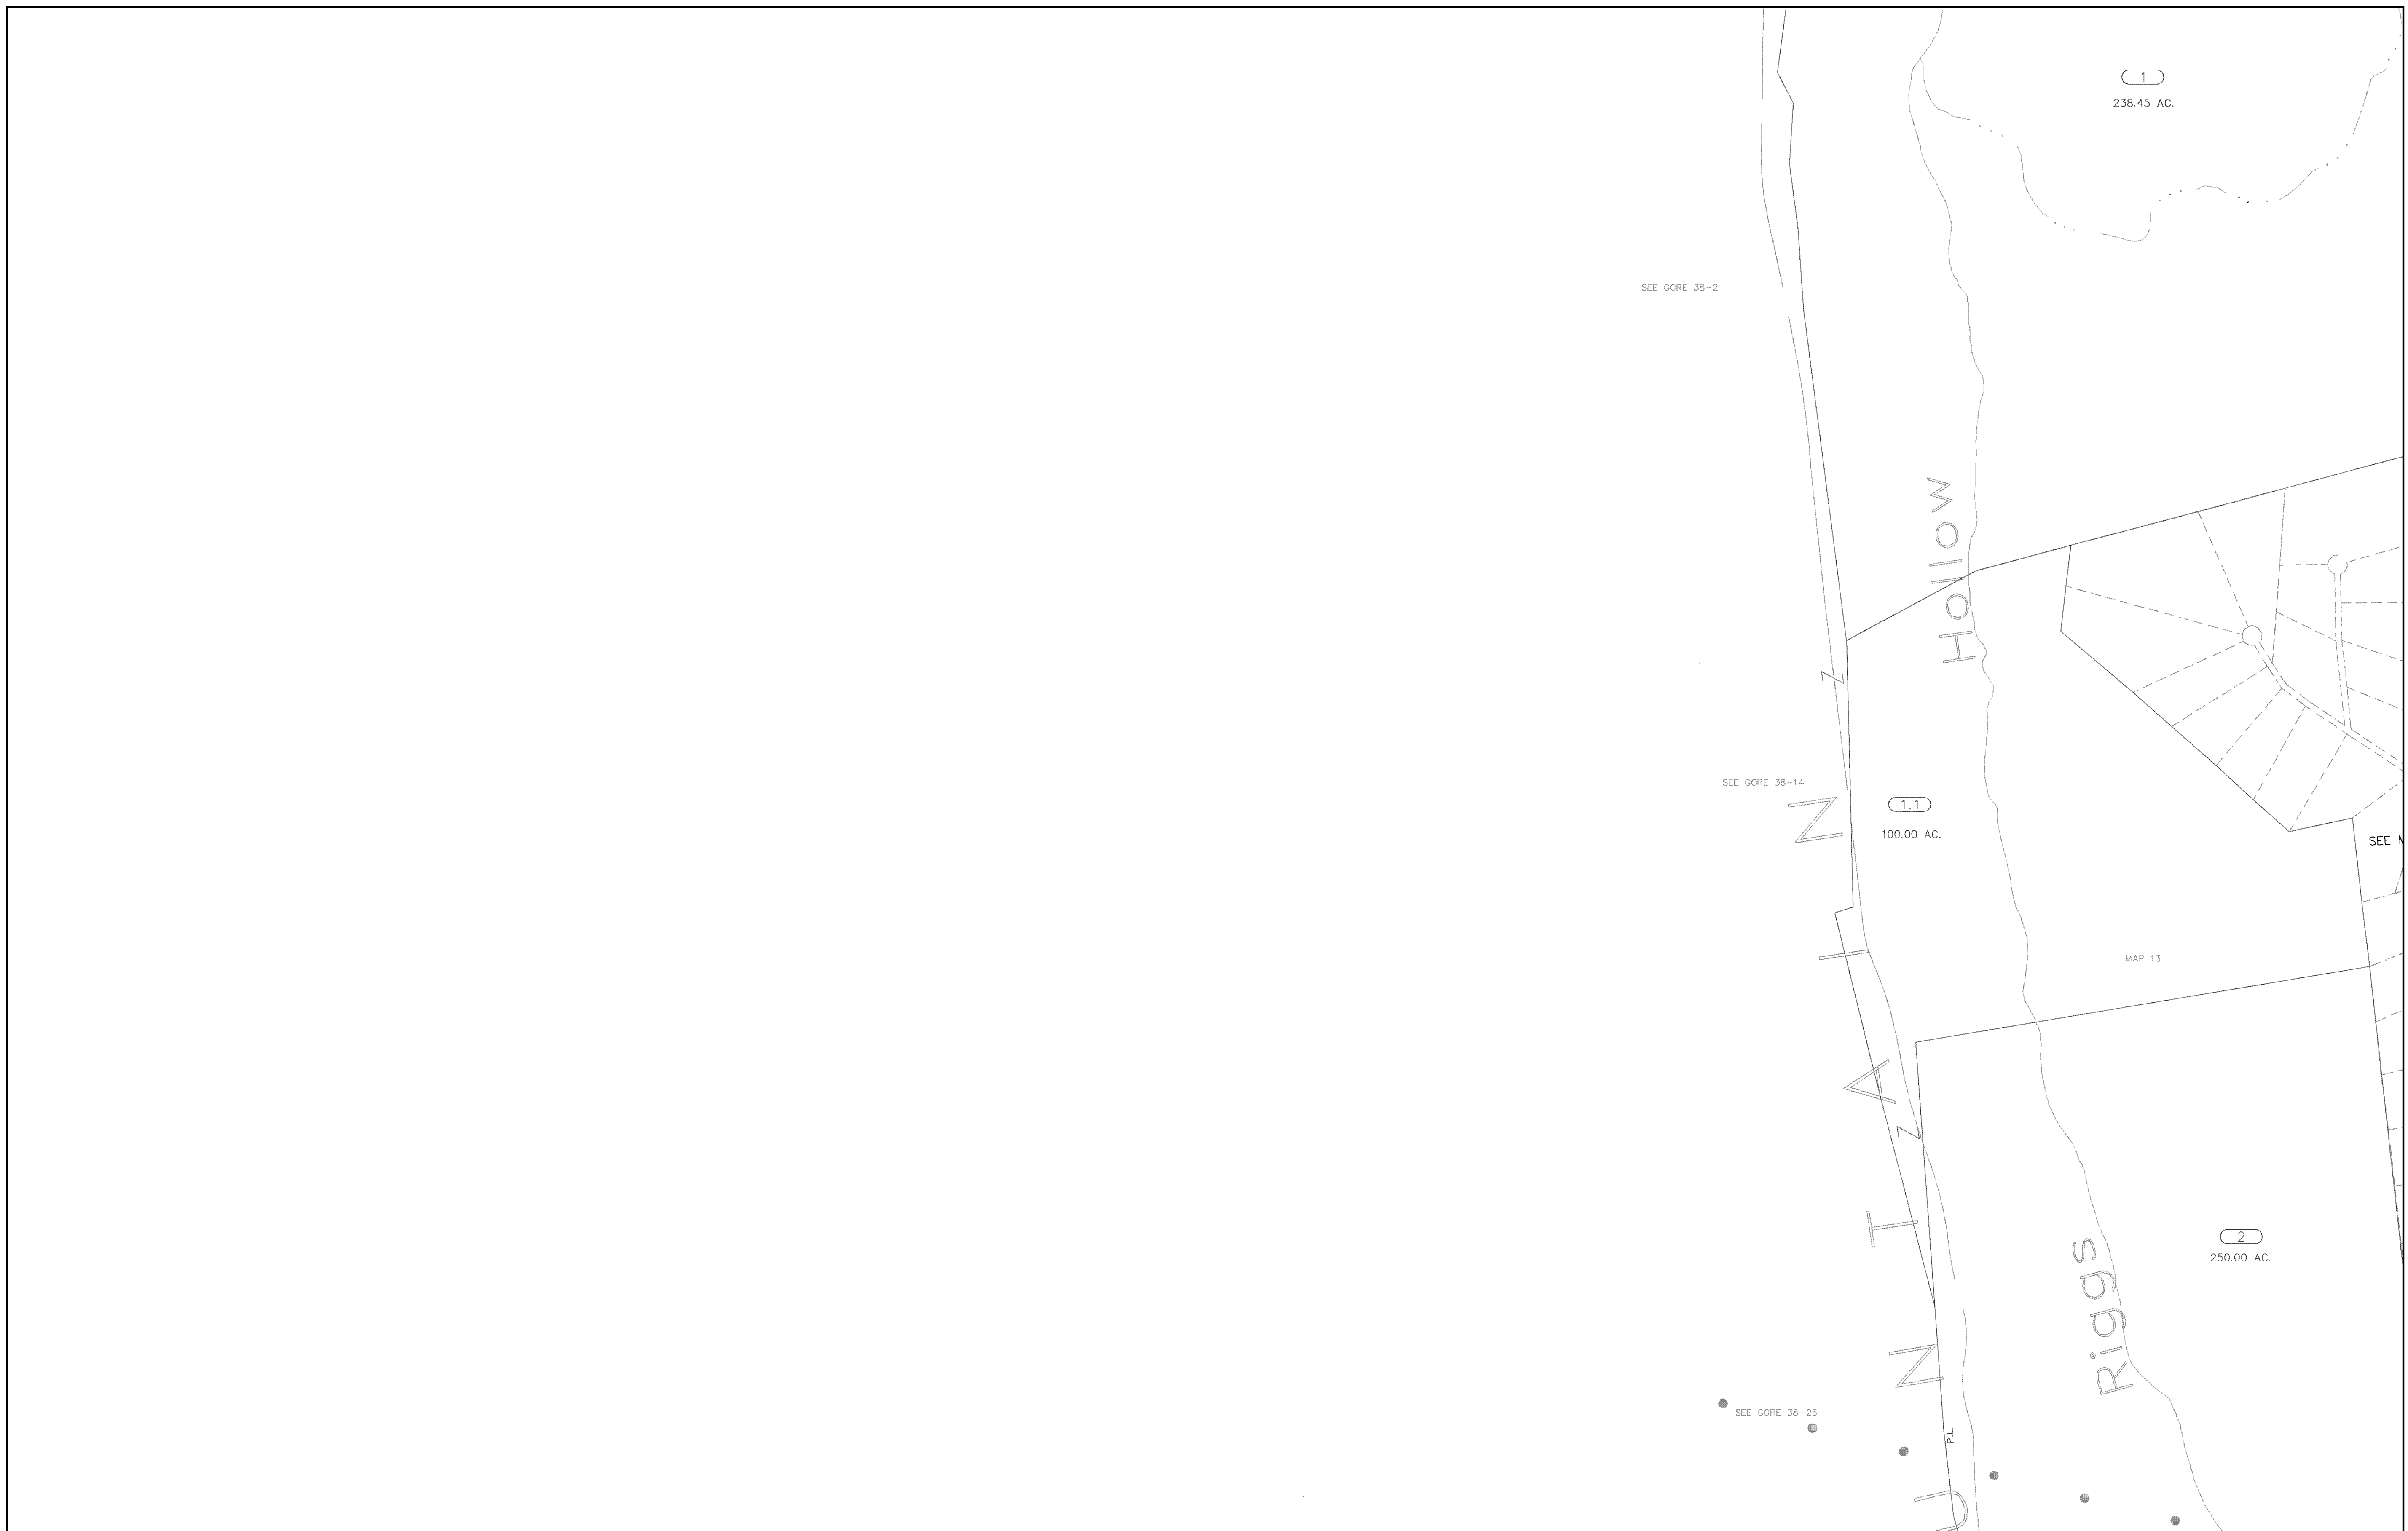 1
238.45 AC.
SEE GORE 38-2
Hollow
SEE GORE 38-14
1.1
100.00 AC.
SEE
MAP 13
2
250.00 AC.
Riggs
SEE GORE 38-26
P.L.
U N T A I N